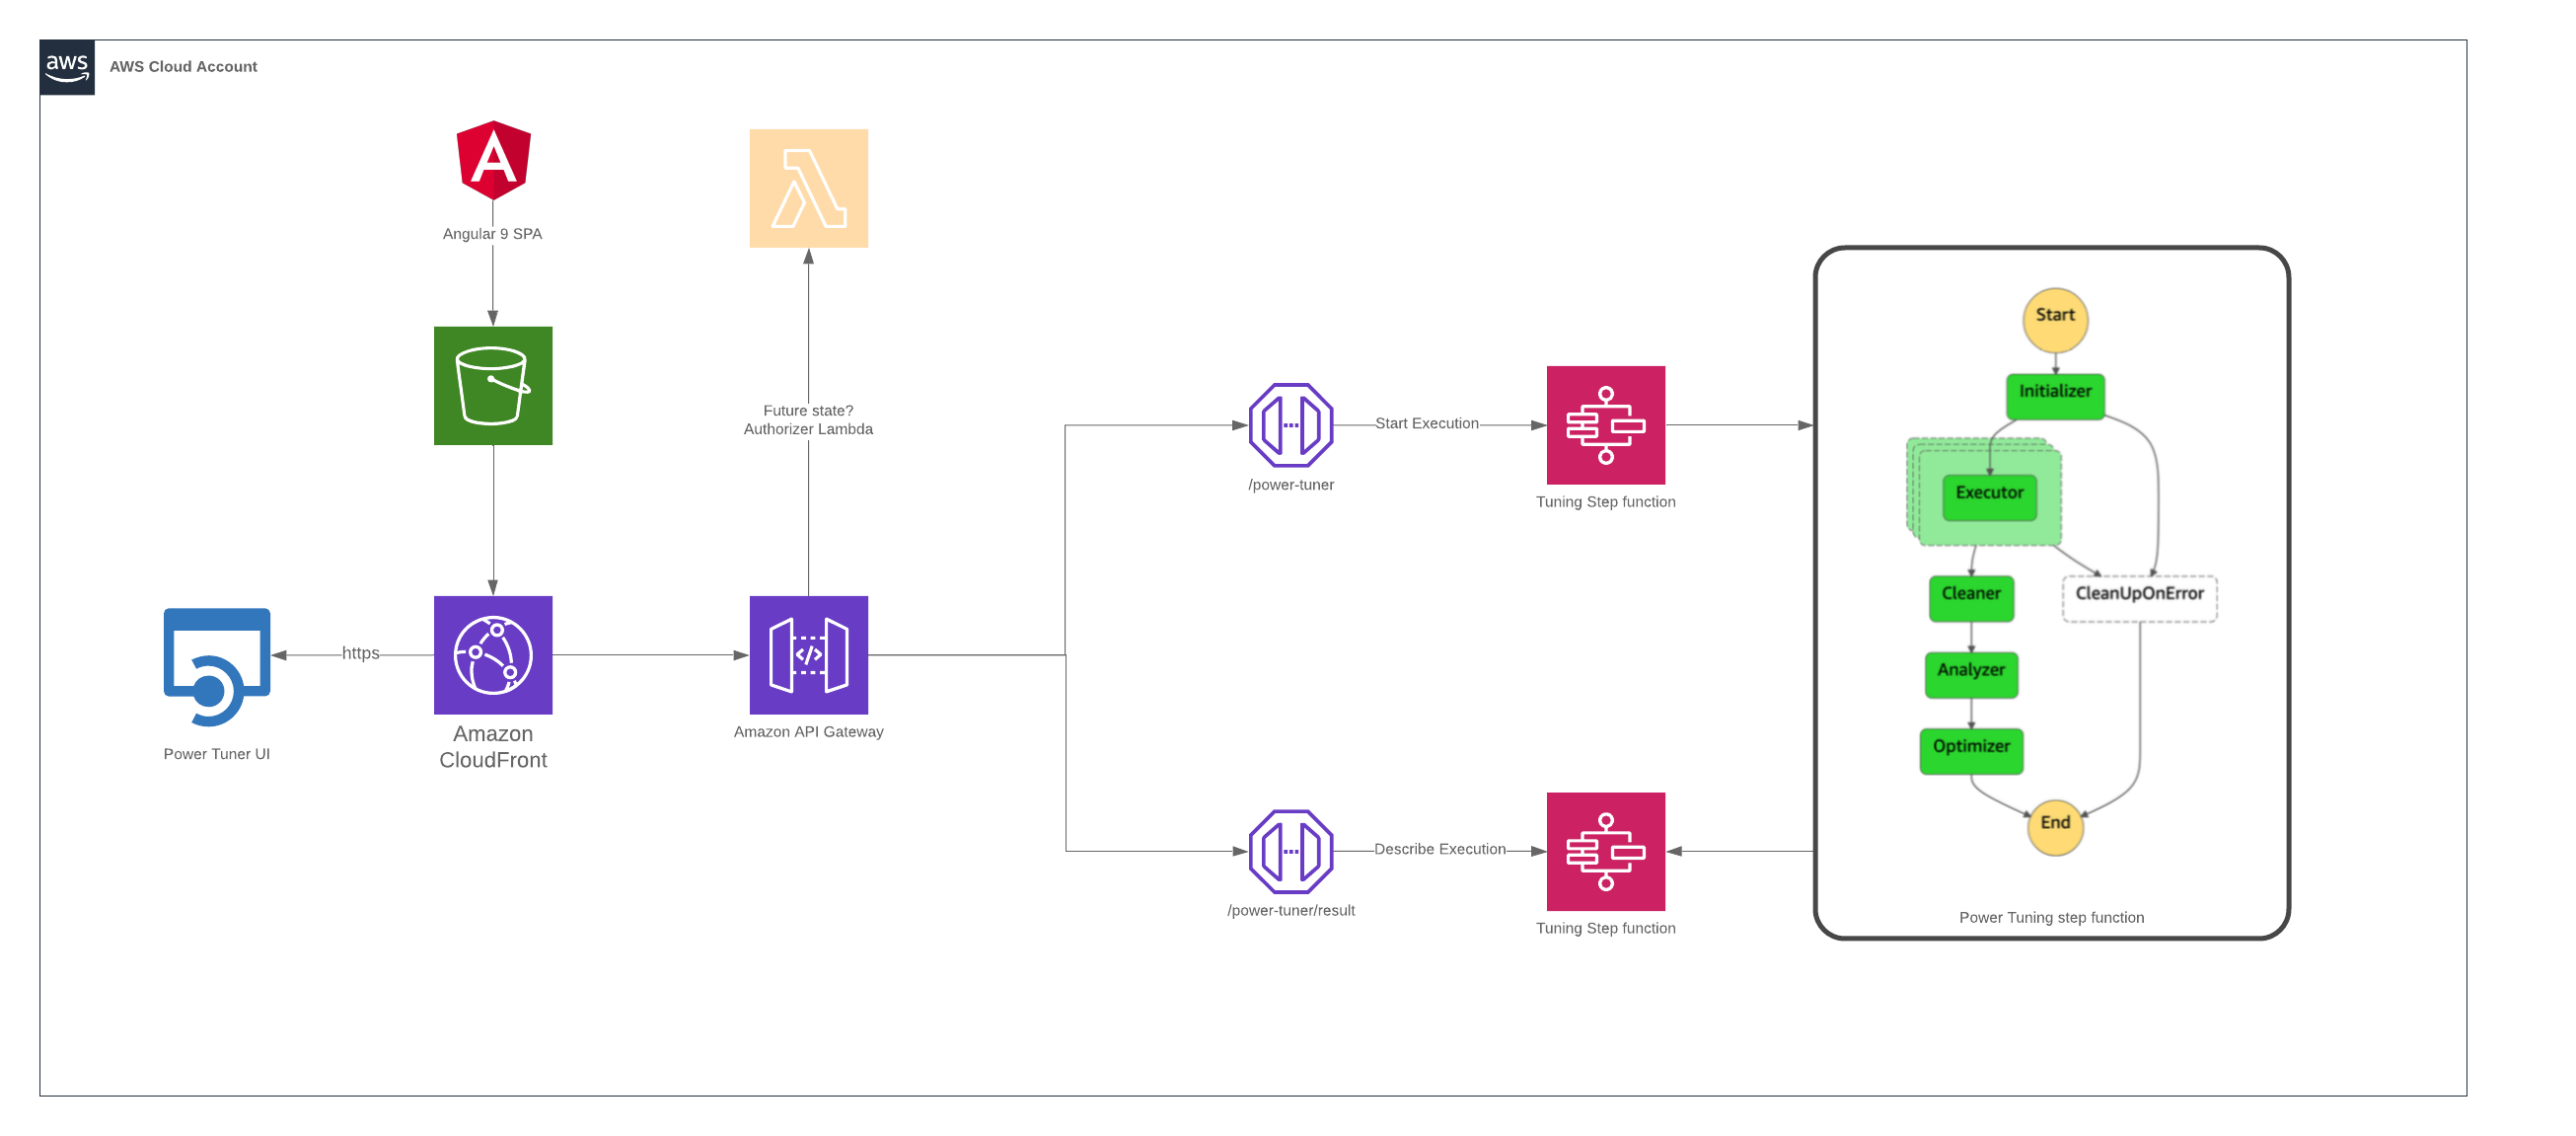 aws
AWS Cloud Account
Angular 9 SPA
Future state?
Authorizer Lambda
https
Power Tuner UI
Amazon
CloudFront
Amazon API Gateway
/power-tuner
Start Execution
Tuning Step function
/power-tuner/result
Describe Execution
Tuning Step function
Start
Initializer
Executor
Cleaner
CleanUpOnError
Analyzer
Optimizer
End
Power Tuning step function